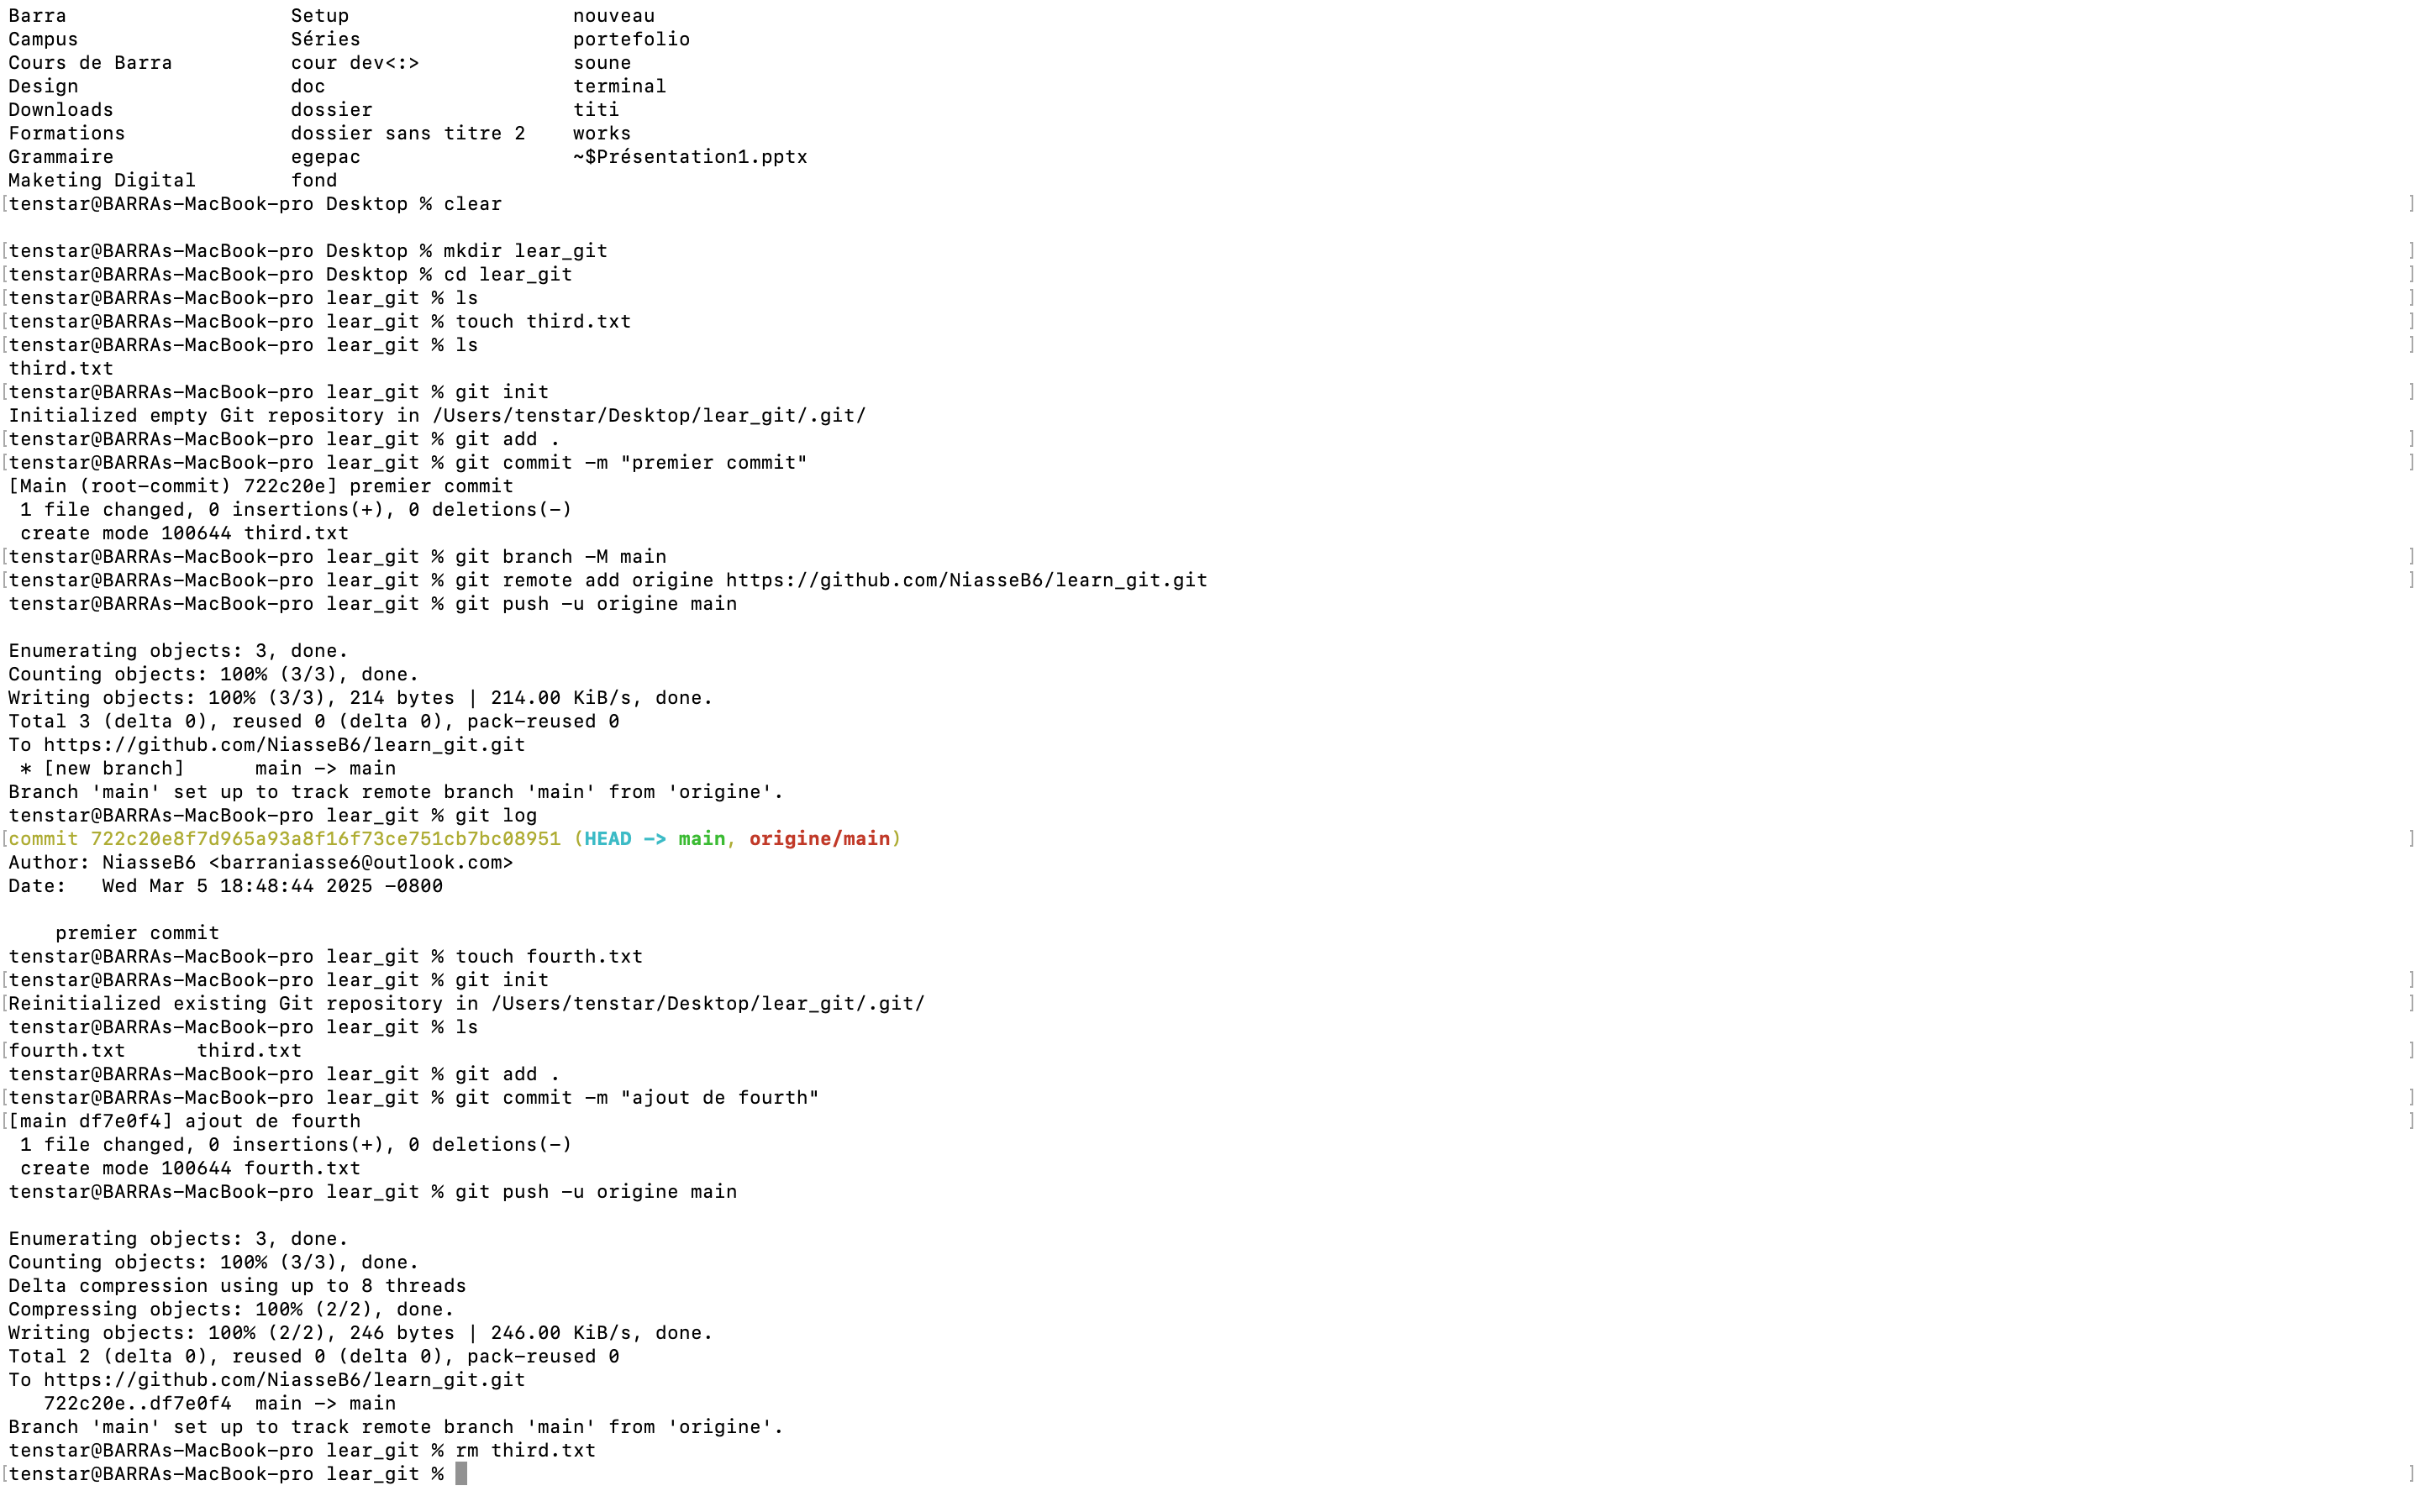 Barra                   Setup                   nouveau
Campus                  Séries                  portefolio
Cours de Barra          cour dev<:>             soune
Design                  doc                     terminal
Downloads               dossier                 titi
Formations              dossier sans titre 2    works
Grammaire               egepac                  ~$Présentation1.pptx
Maketing Digital        fond
[tenstar@BARRAs-MacBook-pro Desktop % clear ]
[tenstar@BARRAs-MacBook-pro Desktop % mkdir lear_git ]
[tenstar@BARRAs-MacBook-pro Desktop % cd lear_git ]
[tenstar@BARRAs-MacBook-pro lear_git % ls ]
[tenstar@BARRAs-MacBook-pro lear_git % touch third.txt ]
[tenstar@BARRAs-MacBook-pro lear_git % ls ]
third.txt
[tenstar@BARRAs-MacBook-pro lear_git % git init ]
Initialized empty Git repository in /Users/tenstar/Desktop/lear_git/.git/
[tenstar@BARRAs-MacBook-pro lear_git % git add . ]
[tenstar@BARRAs-MacBook-pro lear_git % git commit -m "premier commit" ]
[Main (root-commit) 722c20e] premier commit
 1 file changed, 0 insertions(+), 0 deletions(-)
 create mode 100644 third.txt
[tenstar@BARRAs-MacBook-pro lear_git % git branch -M main ]
[tenstar@BARRAs-MacBook-pro lear_git % git remote add origine https://github.com/NiasseB6/learn_git.git ]
tenstar@BARRAs-MacBook-pro lear_git % git push -u origine main
Enumerating objects: 3, done.
Counting objects: 100% (3/3), done.
Writing objects: 100% (3/3), 214 bytes | 214.00 KiB/s, done.
Total 3 (delta 0), reused 0 (delta 0), pack-reused 0
To https://github.com/NiasseB6/learn_git.git
 * [new branch]      main -> main
Branch 'main' set up to track remote branch 'main' from 'origine'.
tenstar@BARRAs-MacBook-pro lear_git % git log
[commit 722c20e8f7d965a93a8f16f73ce751cb7bc08951 (HEAD -> main, origine/main) ]
Author: NiasseB6 <barraniasse6@outlook.com>
Date:   Wed Mar 5 18:48:44 2025 -0800
    premier commit
tenstar@BARRAs-MacBook-pro lear_git % touch fourth.txt
[tenstar@BARRAs-MacBook-pro lear_git % git init ]
[Reinitialized existing Git repository in /Users/tenstar/Desktop/lear_git/.git/ ]
tenstar@BARRAs-MacBook-pro lear_git % ls
[fourth.txt      third.txt ]
tenstar@BARRAs-MacBook-pro lear_git % git add .
[tenstar@BARRAs-MacBook-pro lear_git % git commit -m "ajout de fourth" ]
[[main df7e0f4] ajout de fourth ]
 1 file changed, 0 insertions(+), 0 deletions(-)
 create mode 100644 fourth.txt
tenstar@BARRAs-MacBook-pro lear_git % git push -u origine main
Enumerating objects: 3, done.
Counting objects: 100% (3/3), done.
Delta compression using up to 8 threads
Compressing objects: 100% (2/2), done.
Writing objects: 100% (2/2), 246 bytes | 246.00 KiB/s, done.
Total 2 (delta 0), reused 0 (delta 0), pack-reused 0
To https://github.com/NiasseB6/learn_git.git
   722c20e..df7e0f4  main -> main
Branch 'main' set up to track remote branch 'main' from 'origine'.
tenstar@BARRAs-MacBook-pro lear_git % rm third.txt
[tenstar@BARRAs-MacBook-pro lear_git % ]